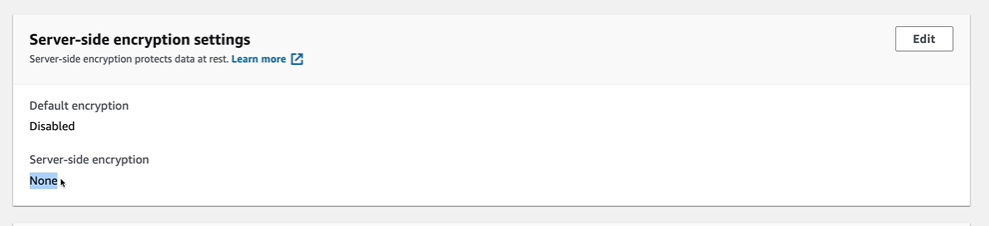 Server-side encryption settings
Edit
Server-side encryption protects data at rest. Learn more
Default encryption
Disabled
Server-side encryption
None